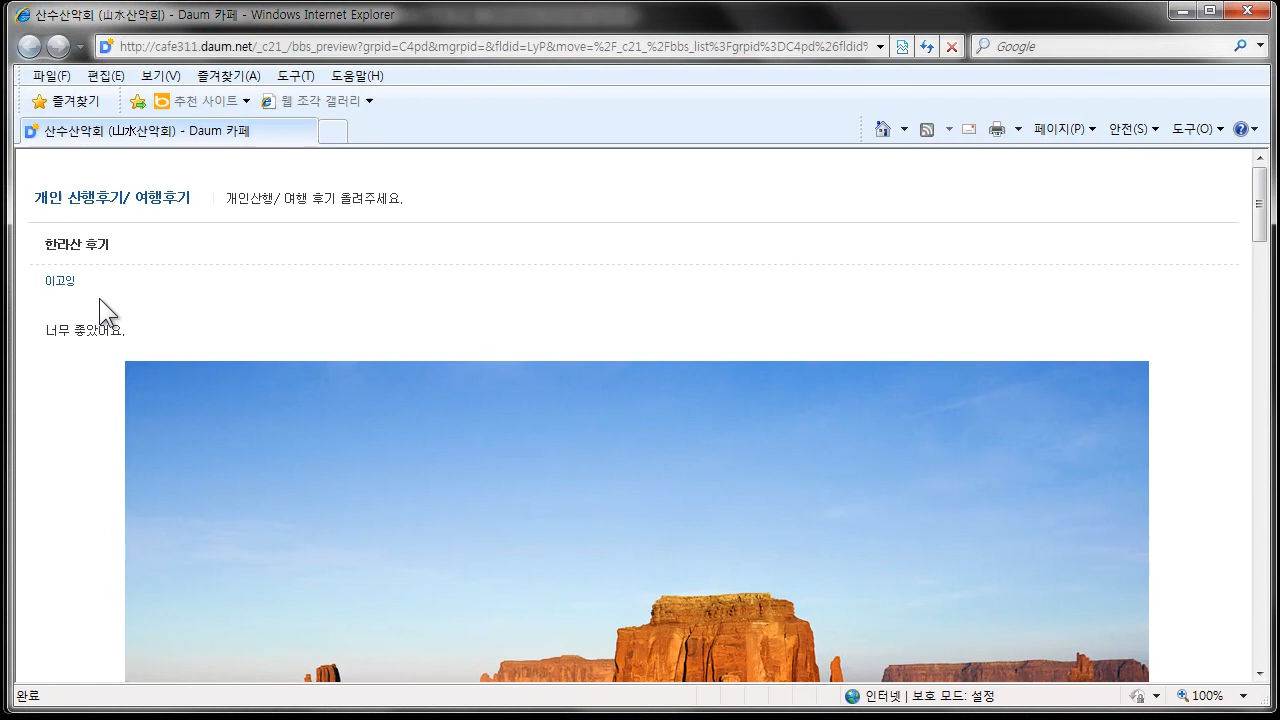 산수산악회 (山水산악회) - Daum 카페 - Windows Internet Explorer
http://cafe311.daum.net/_c21_/bbs_preview?grpid=C4pd&mgrpid=&fldid=LyP&move=%2F_c21_%2Fbbs_list%3Fgrpid%3DC4pd%26fldid%
Google
파일(F) 편집(E) 보기(V) 즐겨찾기(A) 도구(T) 도움말(H)
즐겨찾기 추천 사이트 웹 조각 갤러리
산수산악회 (山水산악회) - Daum 카페
페이지(P) 안전(S) 도구(O)
개인 산행후기/ 여행후기 개인산행/ 여행 후기 올려주세요.
한라산 후기
이고잉
너무 좋았어요.
완료
인터넷 | 보호 모드: 설정
100%